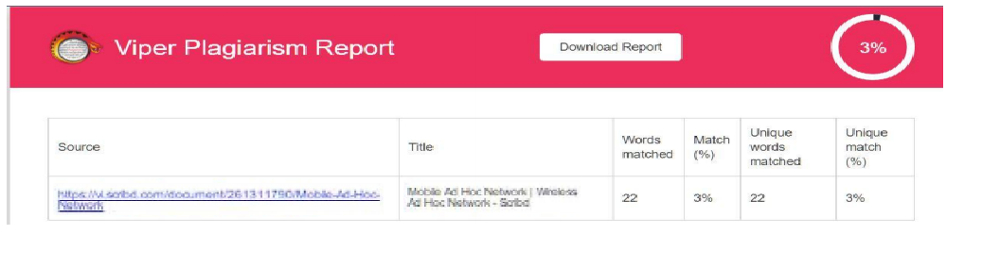 Viper Plagiarism Report
Download Report
3%
Source
Title
Words
matched
Match
(%)
Unique
words
matched
Unique
match
(%)
https://vi.scribd.com/document/261311790/Mobile-Ad-Hoc-
Network
Mobile Ad Hoc Network | Wireless
Ad Hoc Network - Scribd
22
3%
22
3%